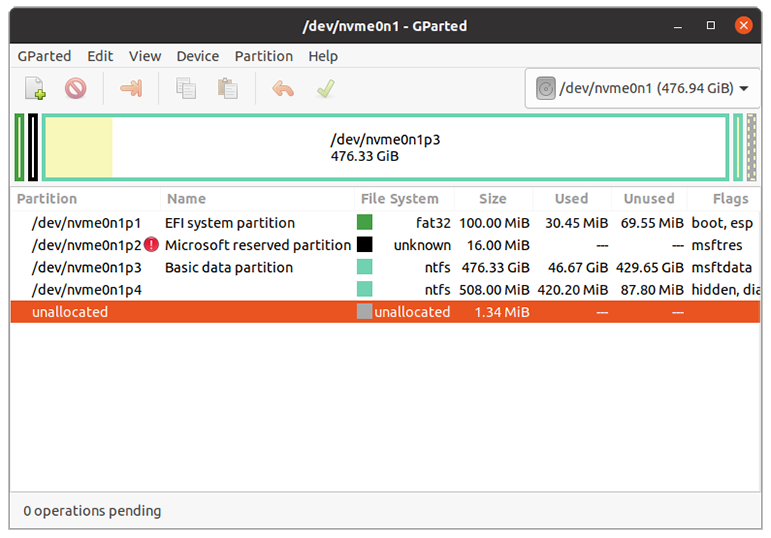 /dev/nvme0n1 - GParted
GParted Edit View Device Partition Help
/dev/nvme0n1 (476.94 GiB)
/dev/nvme0n1p3
476.33 GiB
Partition Name File System Size Used Unused Flags
/dev/nvme0n1p1 EFI system partition fat32 100.00 MiB 30.45 MiB 69.55 MiB boot, esp
/dev/nvme0n1p2 Microsoft reserved partition unknown 16.00 MiB --- --- msftres
/dev/nvme0n1p3 Basic data partition ntfs 476.33 GiB 46.67 GiB 429.65 GiB msftdata
/dev/nvme0n1p4 ntfs 508.00 MiB 420.20 MiB 87.80 MiB hidden, dia
unallocated unallocated 1.34 MiB --- ---
0 operations pending